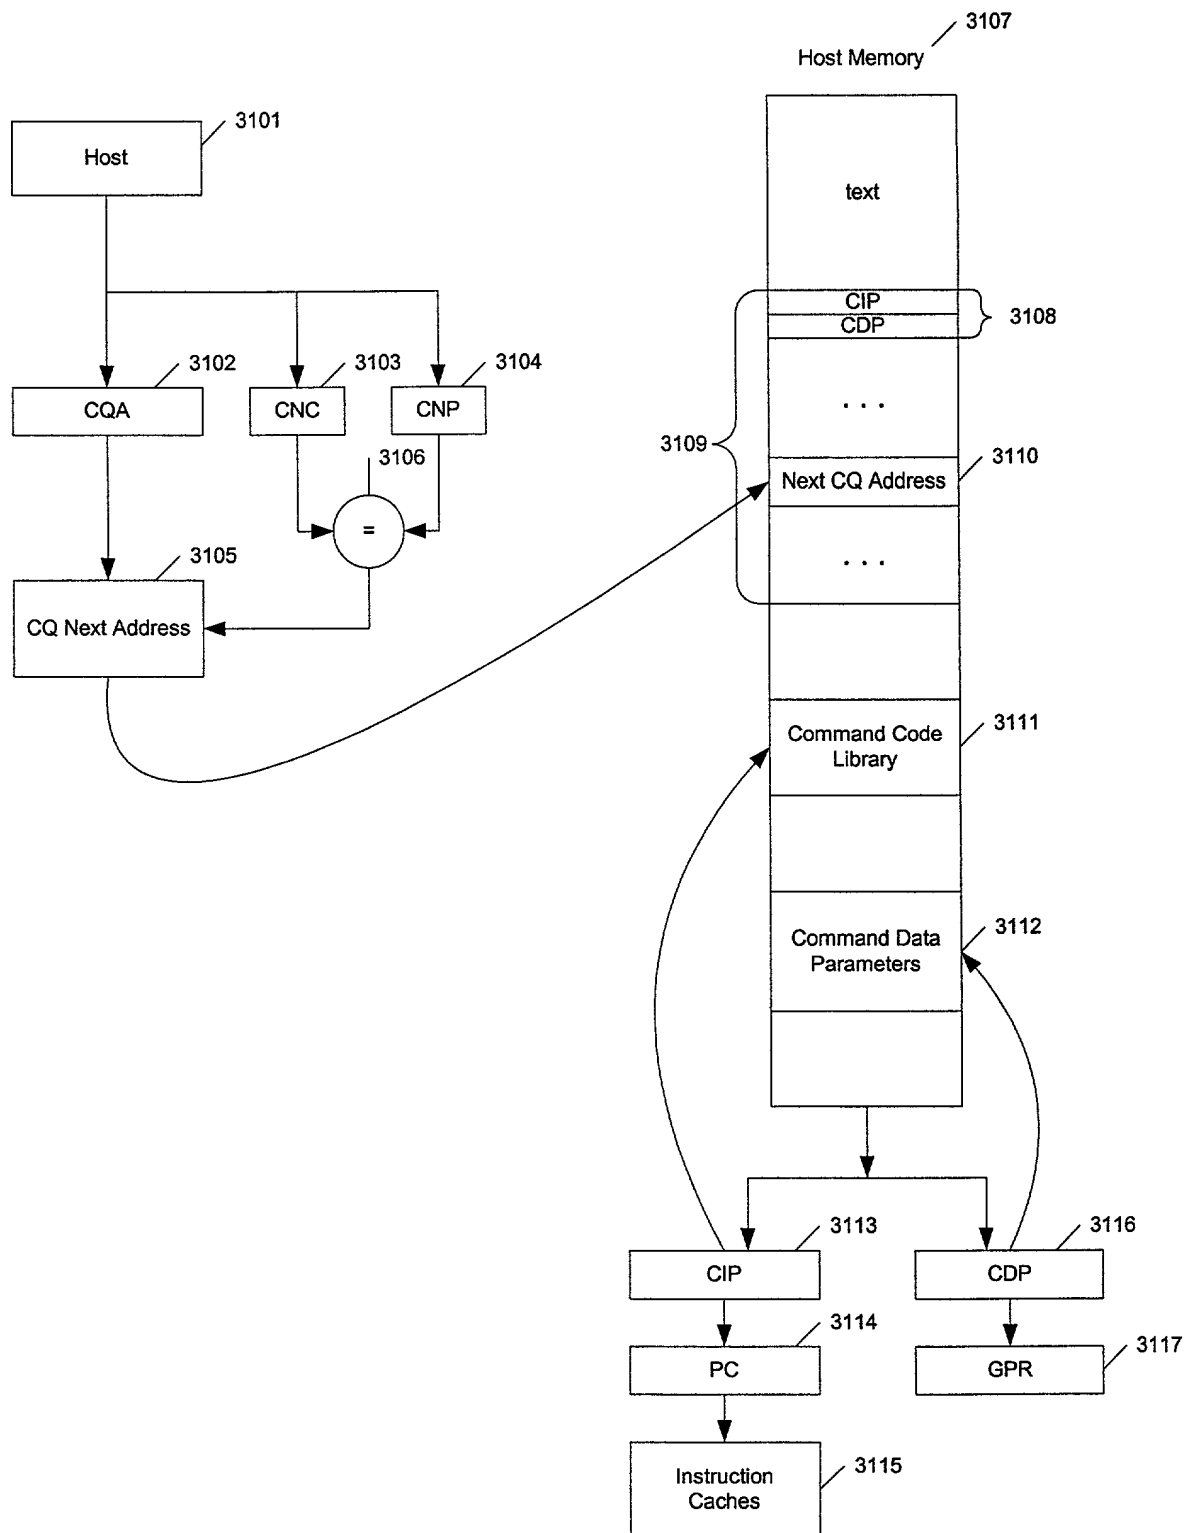 3107
Host Memory
3101
Host
text
CIP
3108
CDP
3102
3103
3104
CQA
CNC
CNP
. . .
3109
3106
3110
Next CQ Address
=
3105
. . .
CQ Next Address
3111
Command Code
Library
3112
Command Data
Parameters
3113
3116
CIP
CDP
3114
3117
PC
GPR
3115
Instruction
Caches